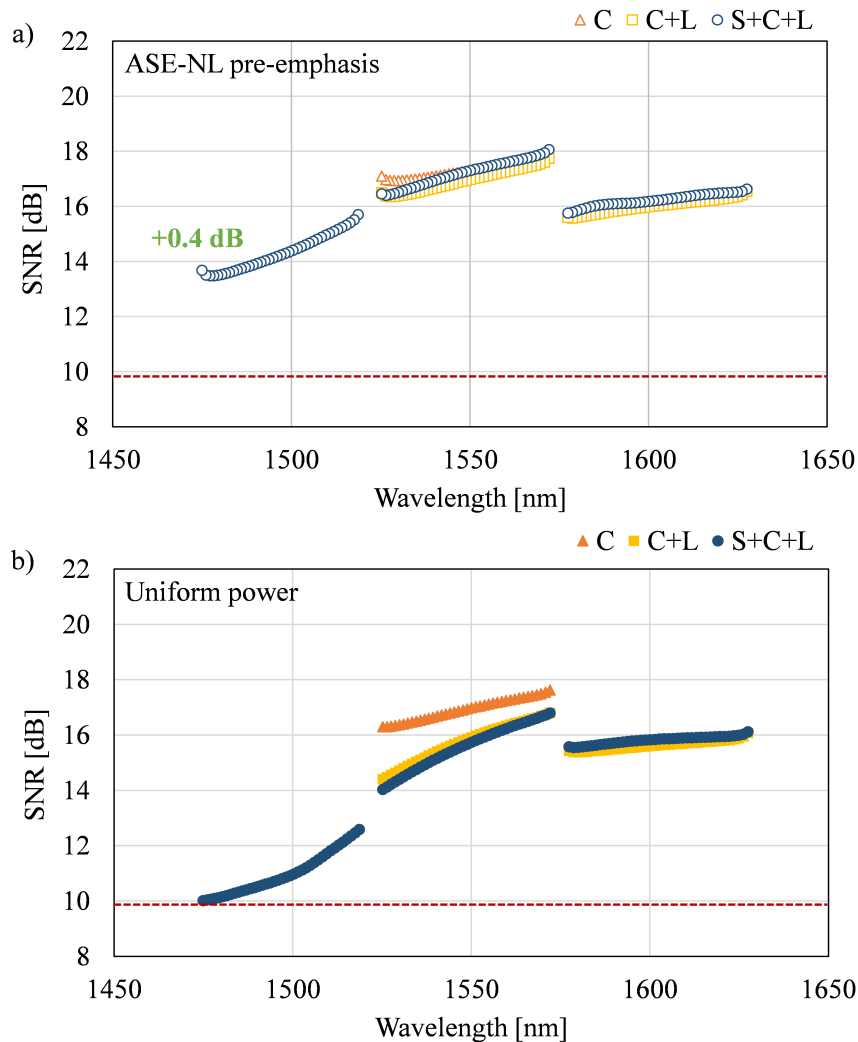 a)
C C+L S+C+L
22
ASE-NL pre-emphasis
20
18
16
+0.4 dB
14
12
10
8
SNR [dB]
1450 1500 1550 1600 1650
Wavelength [nm]
b)
C C+L S+C+L
22
Uniform power
20
18
16
14
12
10
8
SNR [dB]
1450 1500 1550 1600 1650
Wavelength [nm]